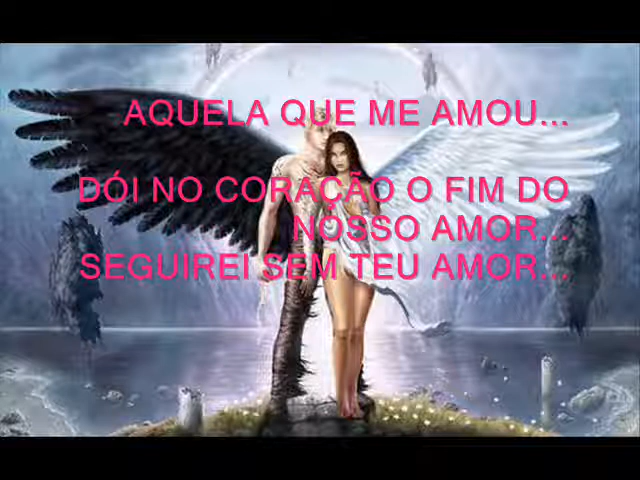 AQUELA QUE ME AMOU...
DÓI NO CORAÇÃO O FIM DO
NOSSO AMOR...
SEGUIREI SEM TEU AMOR...